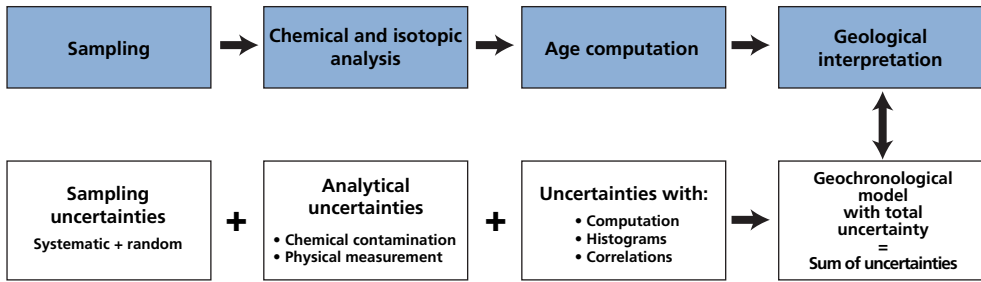 Sampling
Chemical and isotopic
analysis
Age computation
Geological
interpretation
Sampling
uncertainties
Systematic + random
+
Analytical
uncertainties
• Chemical contamination
• Physical measurement
+
Uncertainties with:
• Computation
• Histograms
• Correlations
Geochronological
model
with total
uncertainty
=
Sum of uncertainties